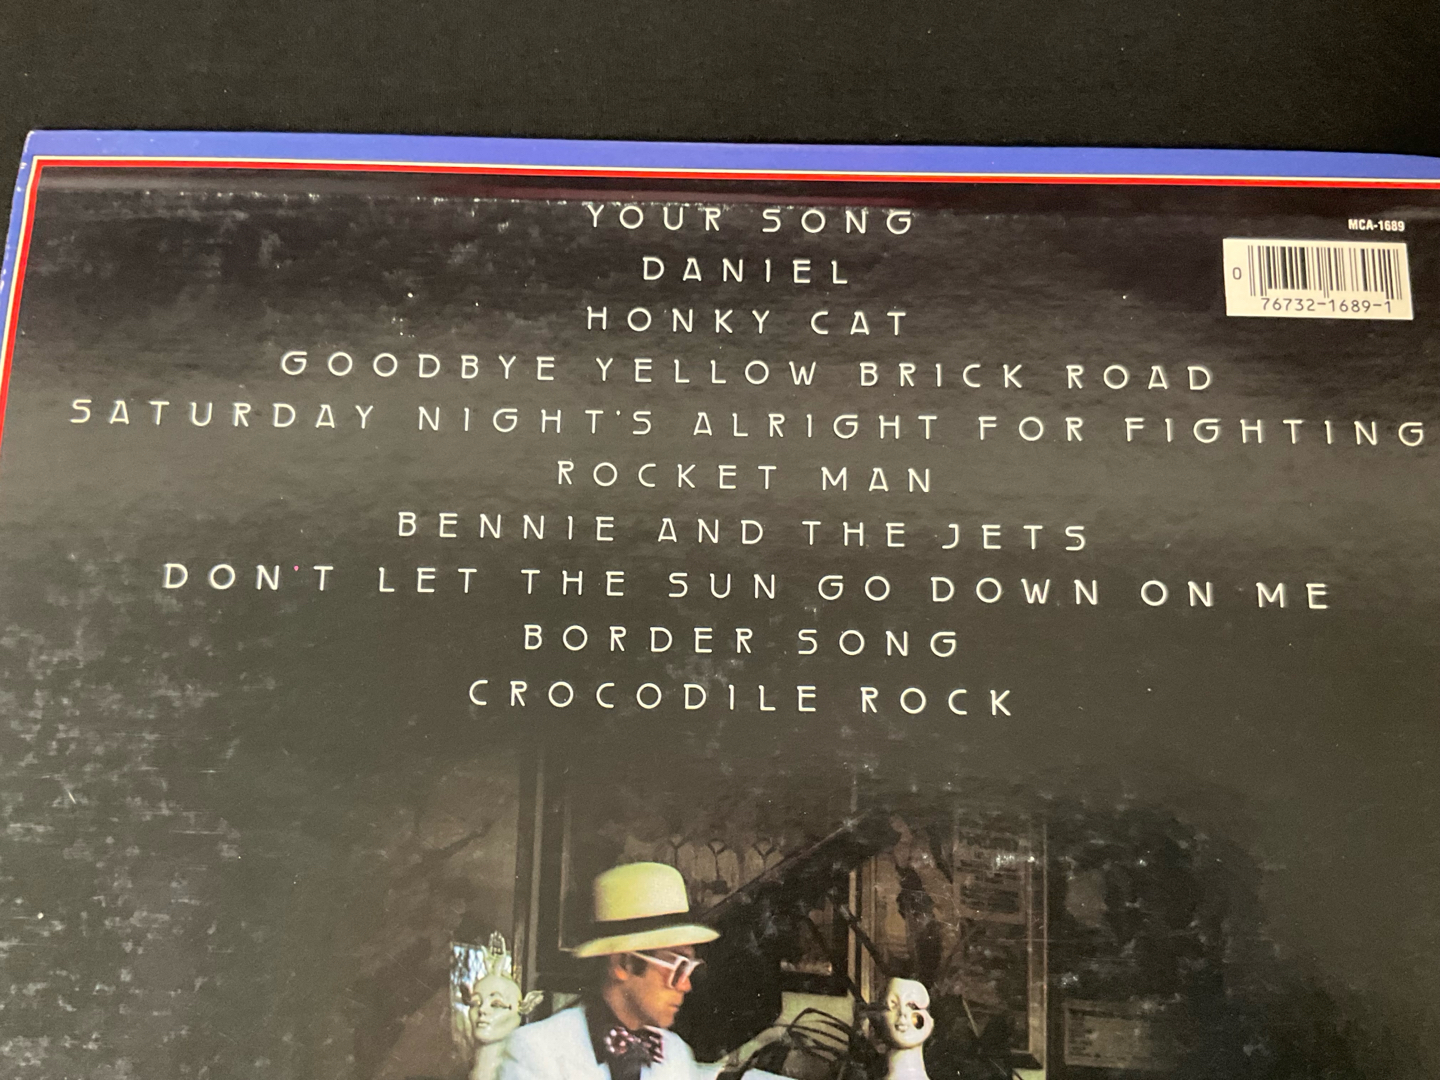 YOUR SONG
MCA-1689
DANIEL
0 76732-1689-1
HONKY CAT
GOODBYE YELLOW BRICK ROAD
SATURDAY NIGHT'S ALRIGHT FOR FIGHTING
ROCKET MAN
BENNIE AND THE JETS
DON'T LET THE SUN GO DOWN ON ME
BORDER SONG
CROCODILE ROCK